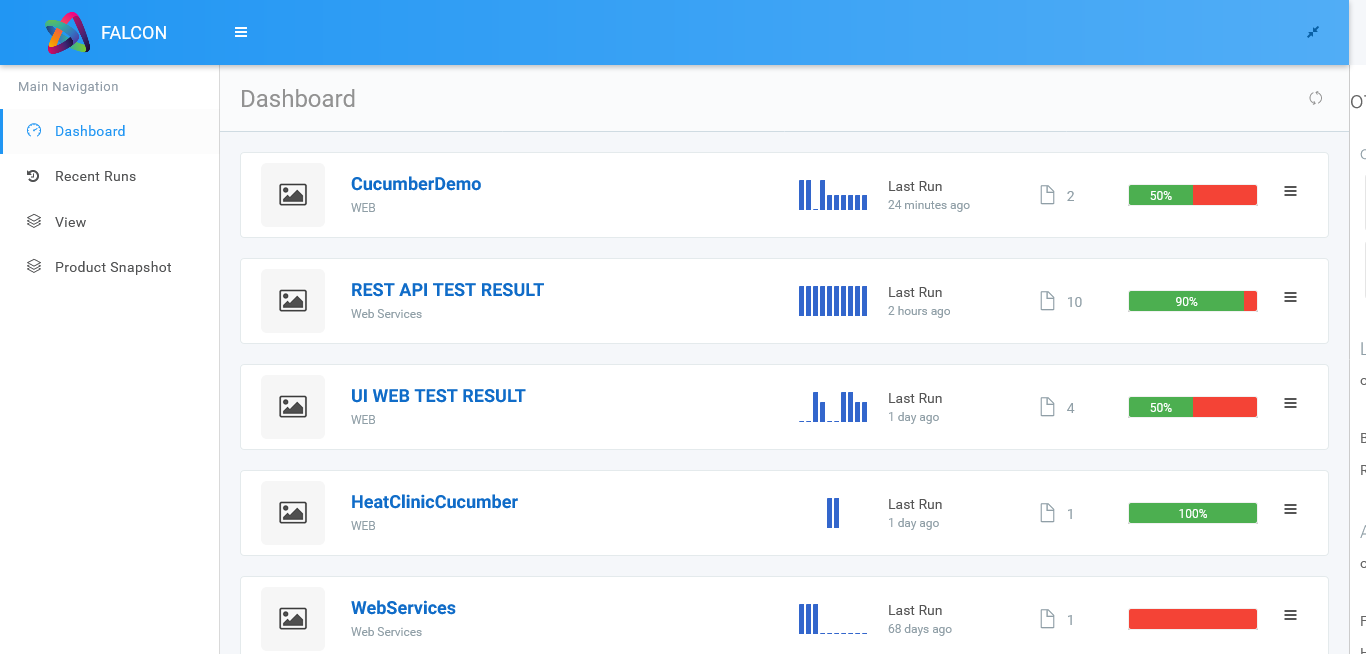 FALCON
Main Navigation
Dashboard
Recent Runs
View
Product Snapshot
Dashboard
CucumberDemo
WEB
Last Run
24 minutes ago
2
50%
REST API TEST RESULT
Web Services
Last Run
2 hours ago
10
90%
UI WEB TEST RESULT
WEB
Last Run
1 day ago
4
50%
HeatClinicCucumber
WEB
Last Run
1 day ago
1
100%
WebServices
Web Services
Last Run
68 days ago
1